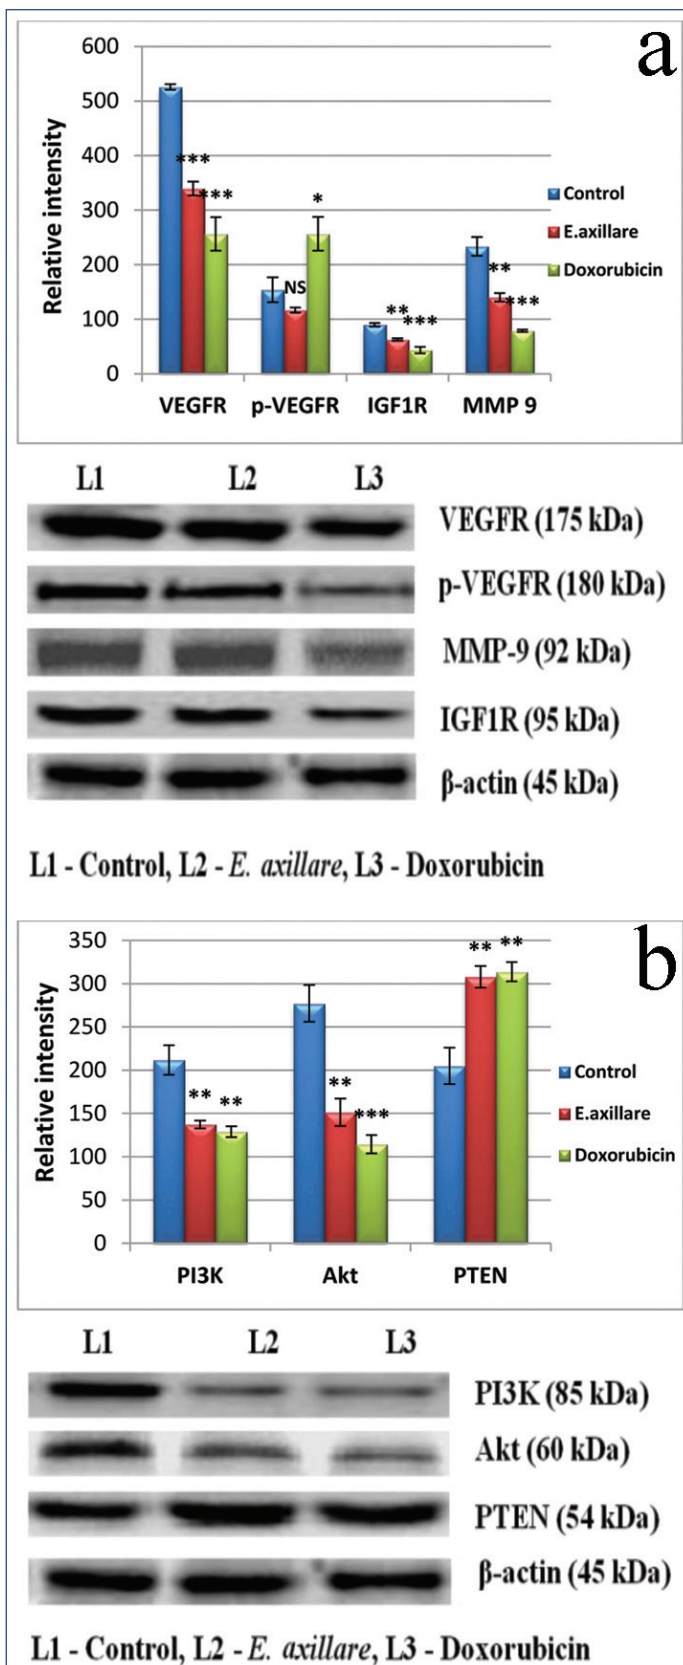 a
600
500
400
300
200
100
0
Relative intensity
***
***
NS
*
**
***
**
***
Control
E.axillare
Doxorubicin
VEGFR p-VEGFR IGF1R MMP 9
L1 L2 L3
VEGFR (175 kDa)
p-VEGFR (180 kDa)
MMP-9 (92 kDa)
IGF1R (95 kDa)
β-actin (45 kDa)
L1 - Control, L2 - E. axillare, L3 - Doxorubicin
b
350
300
250
200
150
100
50
0
Relative intensity
** **
**
***
** **
Control
E.axillare
Doxorubicin
PI3K Akt PTEN
L1 L2 L3
PI3K (85 kDa)
Akt (60 kDa)
PTEN (54 kDa)
β-actin (45 kDa)
L1 - Control, L2 - E. axillare, L3 - Doxorubicin